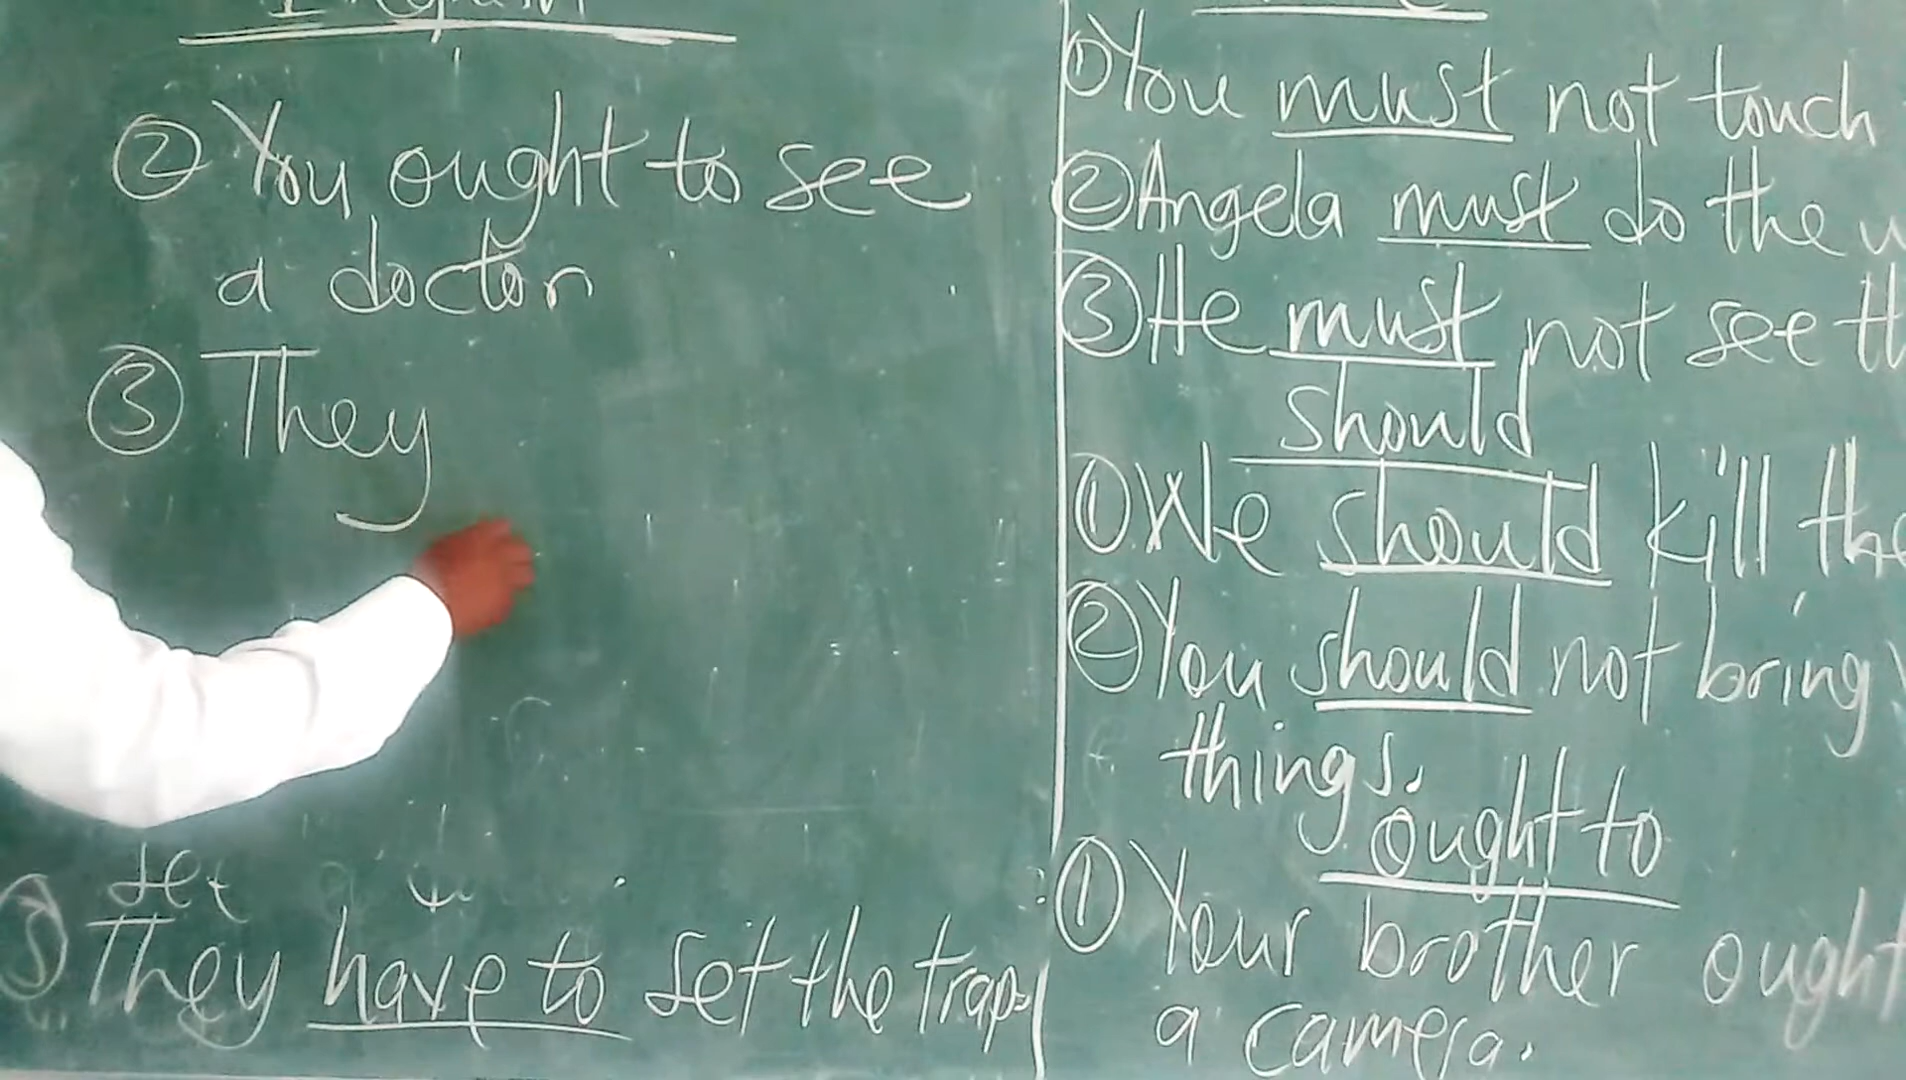 ② You ought to see
a doctor
③ They
set
③ They have to set the traps
① You must not touch
② Angela must do the
③ He must not see
should
① We should kill the
② You should not bring
things.
ought to
① Your brother ought
a camera.